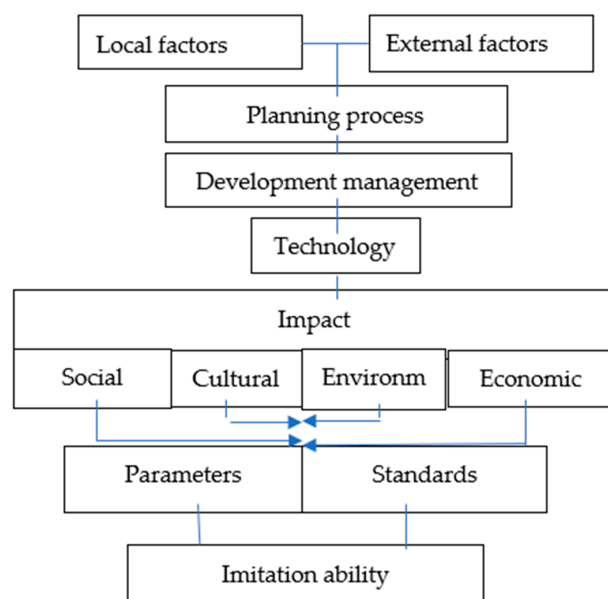 Local factors
External factors
Planning process
Development management
Technology
Impact
Social
Cultural
Environm
Economic
Parameters
Standards
Imitation ability